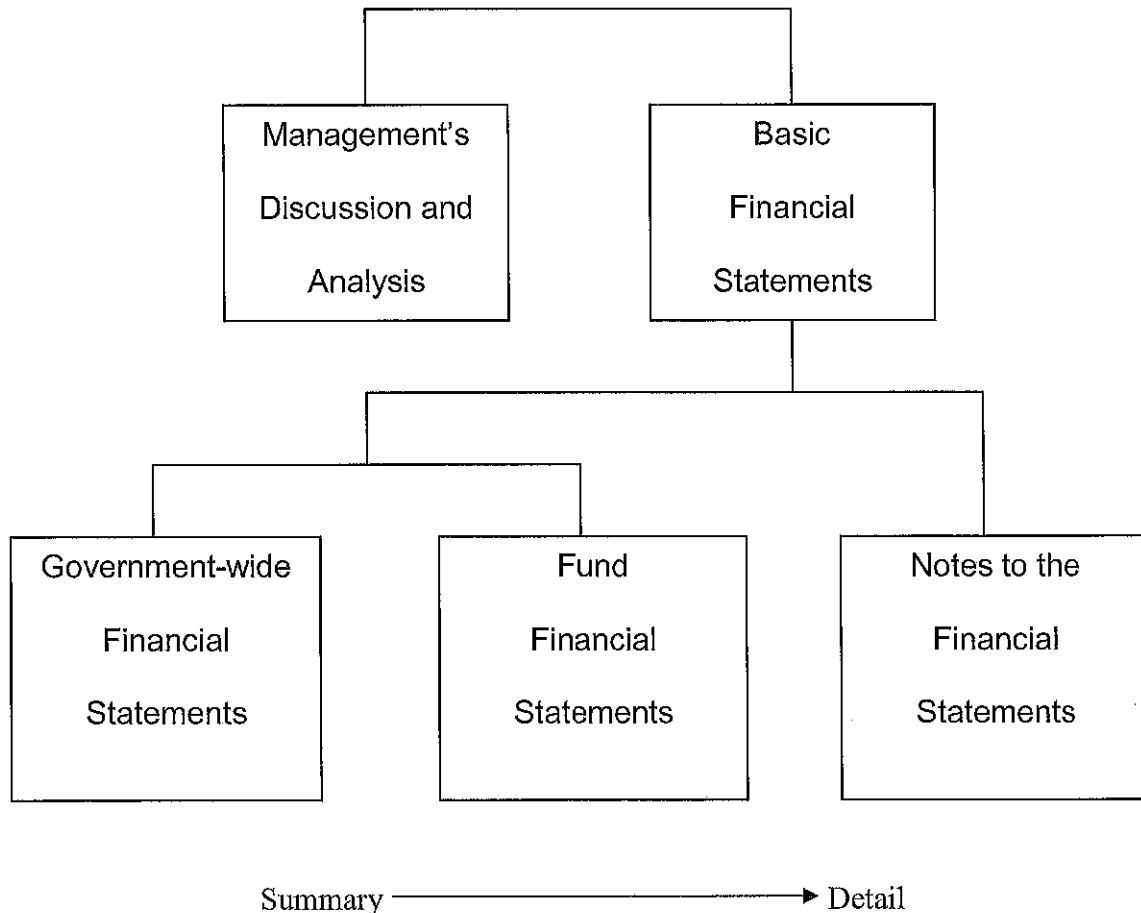 Management's
Discussion and
Analysis
Basic
Financial
Statements
Government-wide
Financial
Statements
Fund
Financial
Statements
Notes to the
Financial
Statements
Summary
Detail